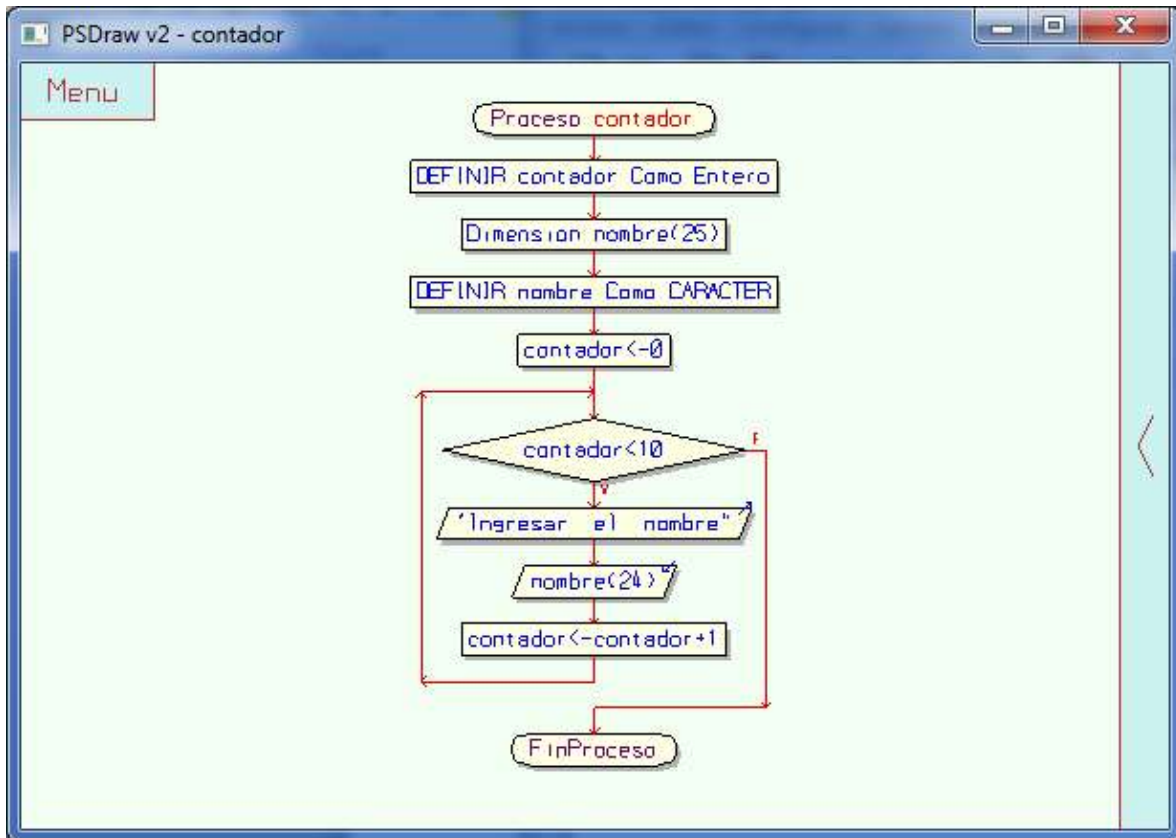 PSDraw v2 - contador
Menu
Proceso contador
DEFINIR contador Como Entero
Dimension nombre(25)
DEFINIR nombre Como CARACTER
contador<-0
contador<10
F
V
"Ingresar el nombre"
nombre(24)
contador<-contador+1
FinProceso